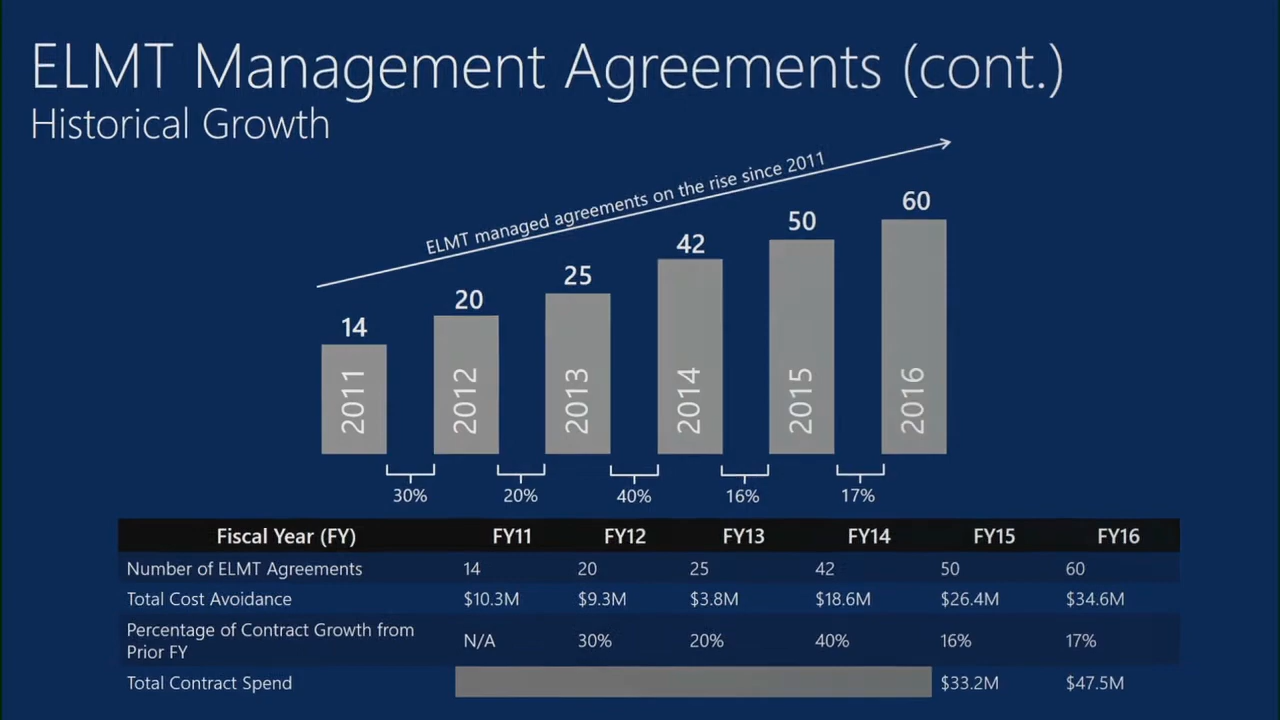 ELMT Management Agreements (cont.)
Historical Growth
ELMT managed agreements on the rise since 2011
14
20
25
42
50
60
2011
2012
2013
2014
2015
2016
30%
20%
40%
16%
17%
Fiscal Year (FY) FY11 FY12 FY13 FY14 FY15 FY16
Number of ELMT Agreements 14 20 25 42 50 60
Total Cost Avoidance $10.3M $9.3M $3.8M $18.6M $26.4M $34.6M
Percentage of Contract Growth from
Prior FY N/A 30% 20% 40% 16% 17%
Total Contract Spend $33.2M $47.5M